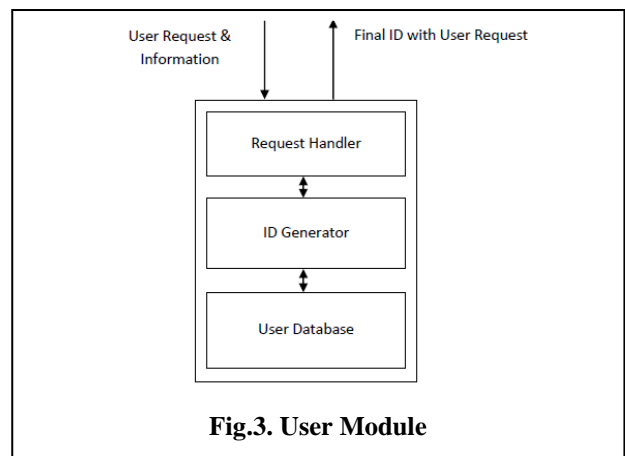 User Request &
Information
Final ID with User Request
Request Handler
ID Generator
User Database
Fig.3. User Module